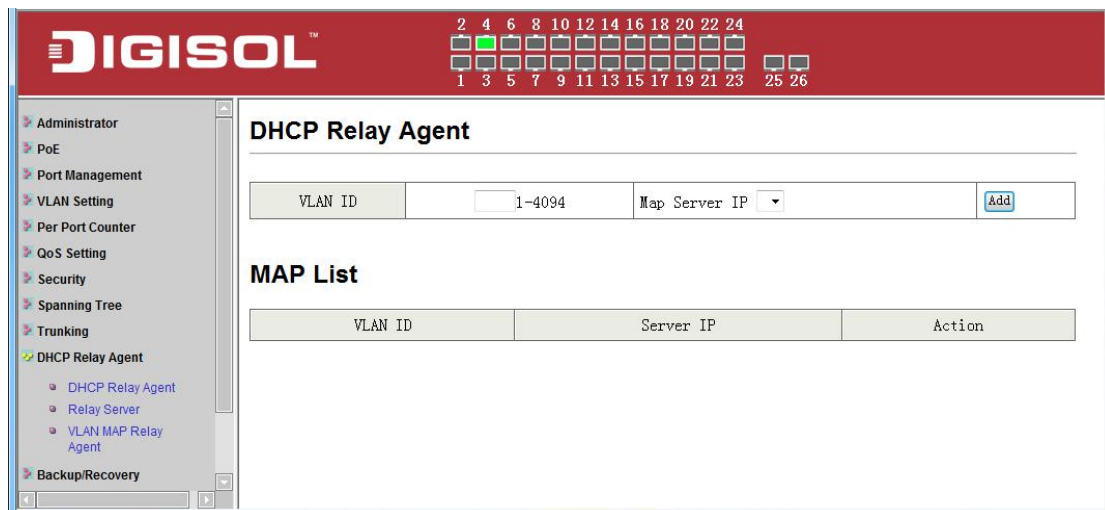 DIGISOL™
2 4 6 8 10 12 14 16 18 20 22 24
1 3 5 7 9 11 13 15 17 19 21 23 25 26
Administrator
PoE
Port Management
VLAN Setting
Per Port Counter
QoS Setting
Security
Spanning Tree
Trunking
DHCP Relay Agent
DHCP Relay Agent
Relay Server
VLAN MAP Relay
Agent
Backup/Recovery
DHCP Relay Agent
VLAN ID 1-4094 Map Server IP Add
MAP List
VLAN ID Server IP Action